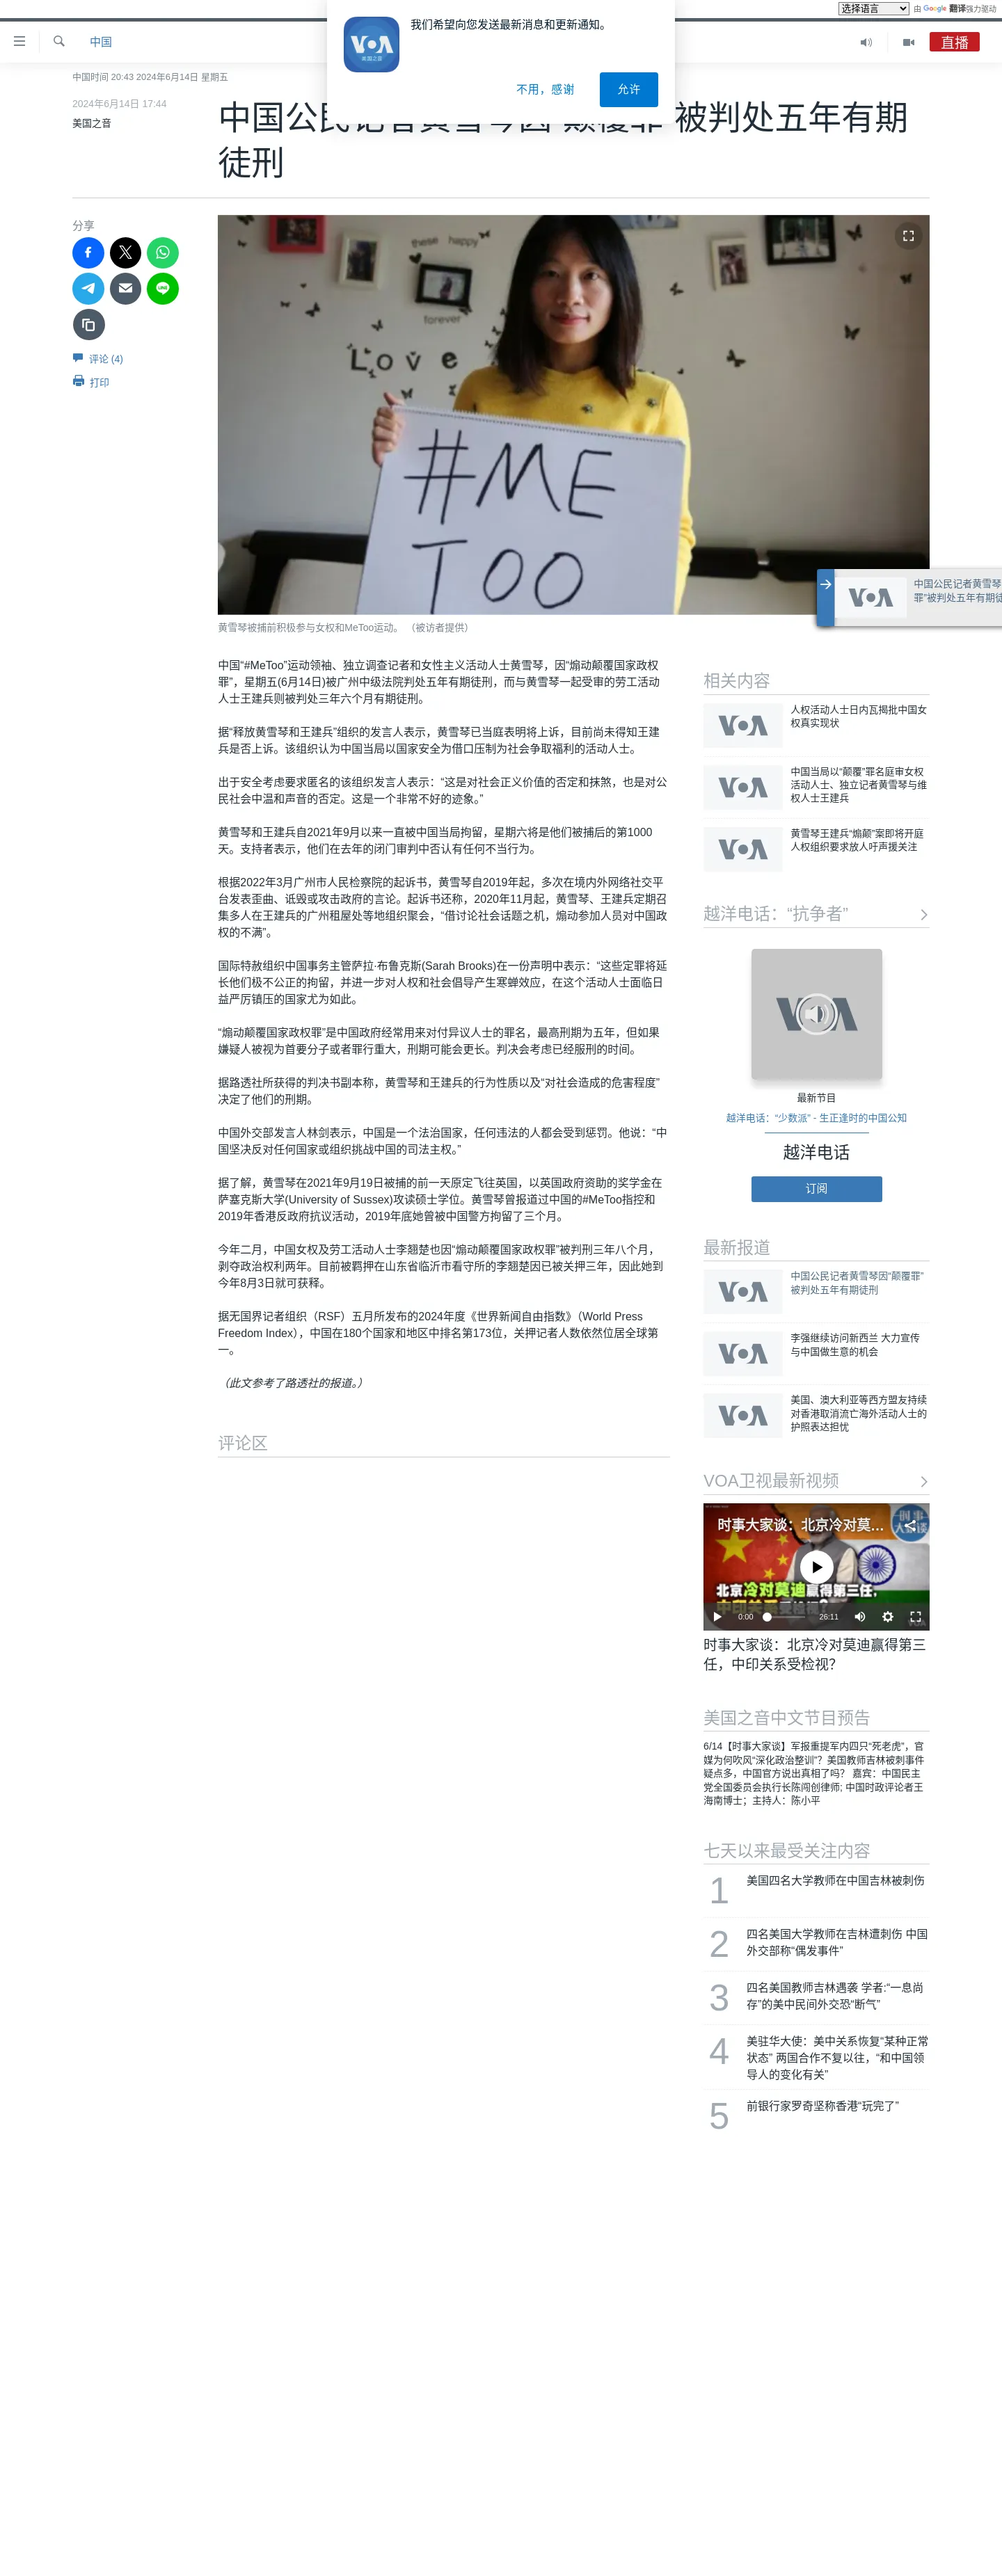 选择语言
由 Google 翻译强力驱动
中国
直播
我们希望向您发送最新消息和更新通知。
VOA
美国之音
不用，感谢
允许
中国时间 20:43 2024年6月14日 星期五
2024年6月14日 17:44
美国之音
被判处五年有期
徒刑
分享
评论 (4)
打印
these happy
forever
Love
#ME
TOO
黄雪琴被捕前积极参与女权和MeToo运动。 （被访者提供）
VOA
中国公民记者黄雪琴
罪”被判处五年有期徒
中国“#MeToo”运动领袖、独立调查记者和女性主义活动人士黄雪琴，因“煽动颠覆国家政权
罪”，星期五(6月14日)被广州中级法院判处五年有期徒刑，而与黄雪琴一起受审的劳工活动
人士王建兵则被判处三年六个月有期徒刑。
据“释放黄雪琴和王建兵”组织的发言人表示，黄雪琴已当庭表明将上诉，目前尚未得知王建
兵是否上诉。该组织认为中国当局以国家安全为借口压制为社会争取福利的活动人士。
出于安全考虑要求匿名的该组织发言人表示：“这是对社会正义价值的否定和抹煞，也是对公
民社会中温和声音的否定。这是一个非常不好的迹象。”
黄雪琴和王建兵自2021年9月以来一直被中国当局拘留，星期六将是他们被捕后的第1000
天。支持者表示，他们在去年的闭门审判中否认有任何不当行为。
根据2022年3月广州市人民检察院的起诉书，黄雪琴自2019年起，多次在境内外网络社交平
台发表歪曲、诋毁或攻击政府的言论。起诉书还称，2020年11月起，黄雪琴、王建兵定期召
集多人在王建兵的广州租屋处等地组织聚会，“借讨论社会话题之机，煽动参加人员对中国政
权的不满”。
国际特赦组织中国事务主管萨拉·布鲁克斯(Sarah Brooks)在一份声明中表示：“这些定罪将延
长他们极不公正的拘留，并进一步对人权和社会倡导产生寒蝉效应，在这个活动人士面临日
益严厉镇压的国家尤为如此。
“煽动颠覆国家政权罪”是中国政府经常用来对付异议人士的罪名，最高刑期为五年，但如果
嫌疑人被视为首要分子或者罪行重大，刑期可能会更长。判决会考虑已经服刑的时间。
据路透社所获得的判决书副本称，黄雪琴和王建兵的行为性质以及“对社会造成的危害程度”
决定了他们的刑期。
中国外交部发言人林剑表示，中国是一个法治国家，任何违法的人都会受到惩罚。他说：“中
国坚决反对任何国家或组织挑战中国的司法主权。”
据了解，黄雪琴在2021年9月19日被捕的前一天原定飞往英国，以英国政府资助的奖学金在
萨塞克斯大学(University of Sussex)攻读硕士学位。黄雪琴曾报道过中国的#MeToo指控和
2019年香港反政府抗议活动，2019年底她曾被中国警方拘留了三个月。
今年二月，中国女权及劳工活动人士李翘楚也因“煽动颠覆国家政权罪”被判刑三年八个月，
剥夺政治权利两年。目前被羁押在山东省临沂市看守所的李翘楚因已被关押三年，因此她到
今年8月3日就可获释。
据无国界记者组织（RSF）五月所发布的2024年度《世界新闻自由指数》（World Press
Freedom Index），中国在180个国家和地区中排名第173位，关押记者人数依然位居全球第
一。
（此文参考了路透社的报道。）
评论区
相关内容
VOA
人权活动人士日内瓦揭批中国女
权真实现状
VOA
中国当局以“颠覆”罪名庭审女权
活动人士、独立记者黄雪琴与维
权人士王建兵
VOA
黄雪琴王建兵“煽颠”案即将开庭
人权组织要求放人吁声援关注
越洋电话：“抗争者”
VOA
最新节目
越洋电话：“少数派” - 生正逢时的中国公知
越洋电话
订阅
最新报道
VOA
中国公民记者黄雪琴因“颠覆罪”
被判处五年有期徒刑
VOA
李强继续访问新西兰 大力宣传
与中国做生意的机会
VOA
美国、澳大利亚等西方盟友持续
对香港取消流亡海外活动人士的
护照表达担忧
VOA卫视最新视频
时事大家谈：北京冷对莫...
北京冷对莫迪赢得第三任,
0:00
26:11
时事大家谈：北京冷对莫迪赢得第三
任，中印关系受检视？
美国之音中文节目预告
6/14【时事大家谈】军报重提军内四只“死老虎”，官
媒为何吹风“深化政治整训”？美国教师吉林被刺事件
疑点多，中国官方说出真相了吗？ 嘉宾：中国民主
党全国委员会执行长陈闯创律师; 中国时政评论者王
海南博士；主持人：陈小平
七天以来最受关注内容
1
美国四名大学教师在中国吉林被刺伤
2
四名美国大学教师在吉林遭刺伤 中国
外交部称“偶发事件”
3
四名美国教师吉林遇袭 学者:“一息尚
存”的美中民间外交恐“断气”
4
美驻华大使：美中关系恢复“某种正常
状态” 两国合作不复以往，“和中国领
导人的变化有关”
5
前银行家罗奇坚称香港“玩完了”